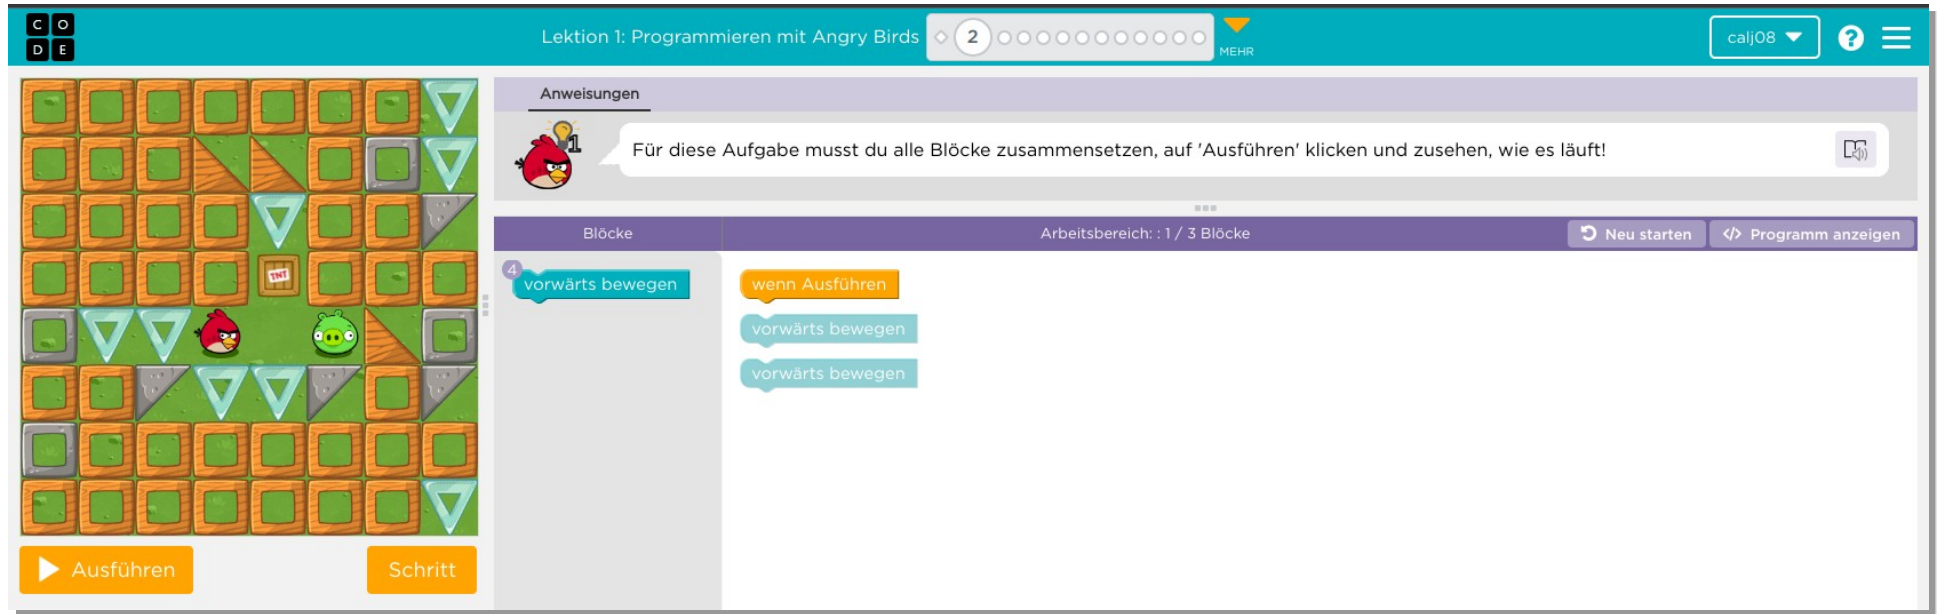 C O
D E
Lektion 1: Programmieren mit Angry Birds
2
MEHR
calj08
?
Anweisungen
1
Für diese Aufgabe musst du alle Blöcke zusammensetzen, auf 'Ausführen' klicken und zusehen, wie es läuft!
Blöcke
Arbeitsbereich: : 1 / 3 Blöcke
Neu starten
</> Programm anzeigen
4
vorwärts bewegen
wenn Ausführen
vorwärts bewegen
vorwärts bewegen
TNT
Ausführen
Schritt